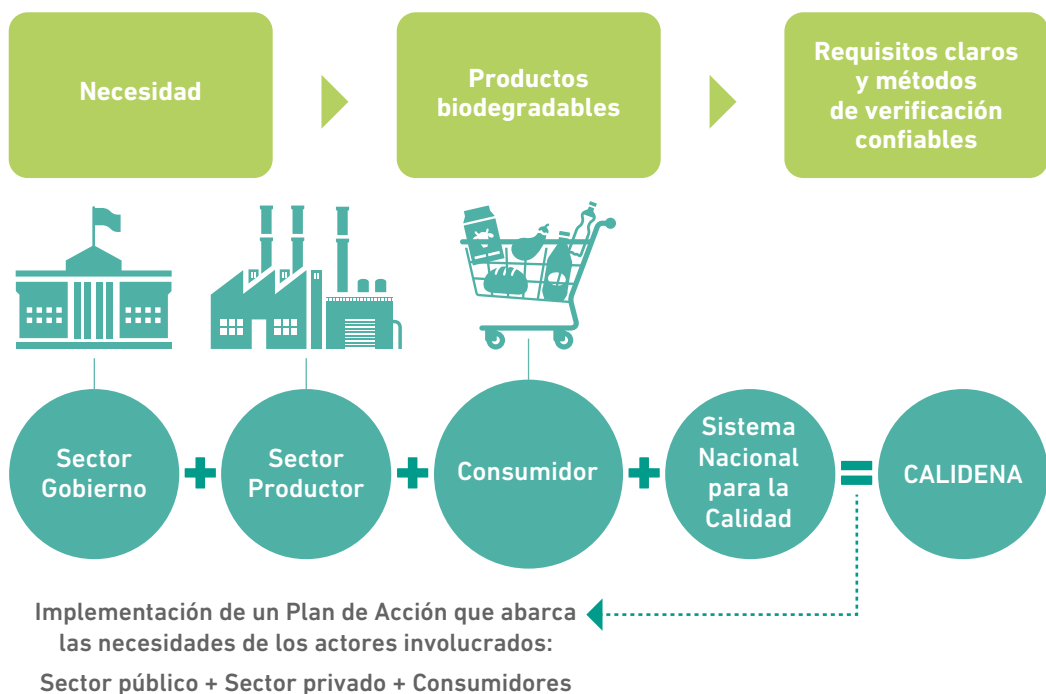 Necesidad
Productos
biodegradables
Requisitos claros
y métodos
de verificación
confiables
Sector
Gobierno
+
Sector
Productor
+
Consumidor
+
Sistema
Nacional
para la
Calidad
=
CALIDENA
Implementación de un Plan de Acción que abarca
las necesidades de los actores involucrados:
Sector público + Sector privado + Consumidores